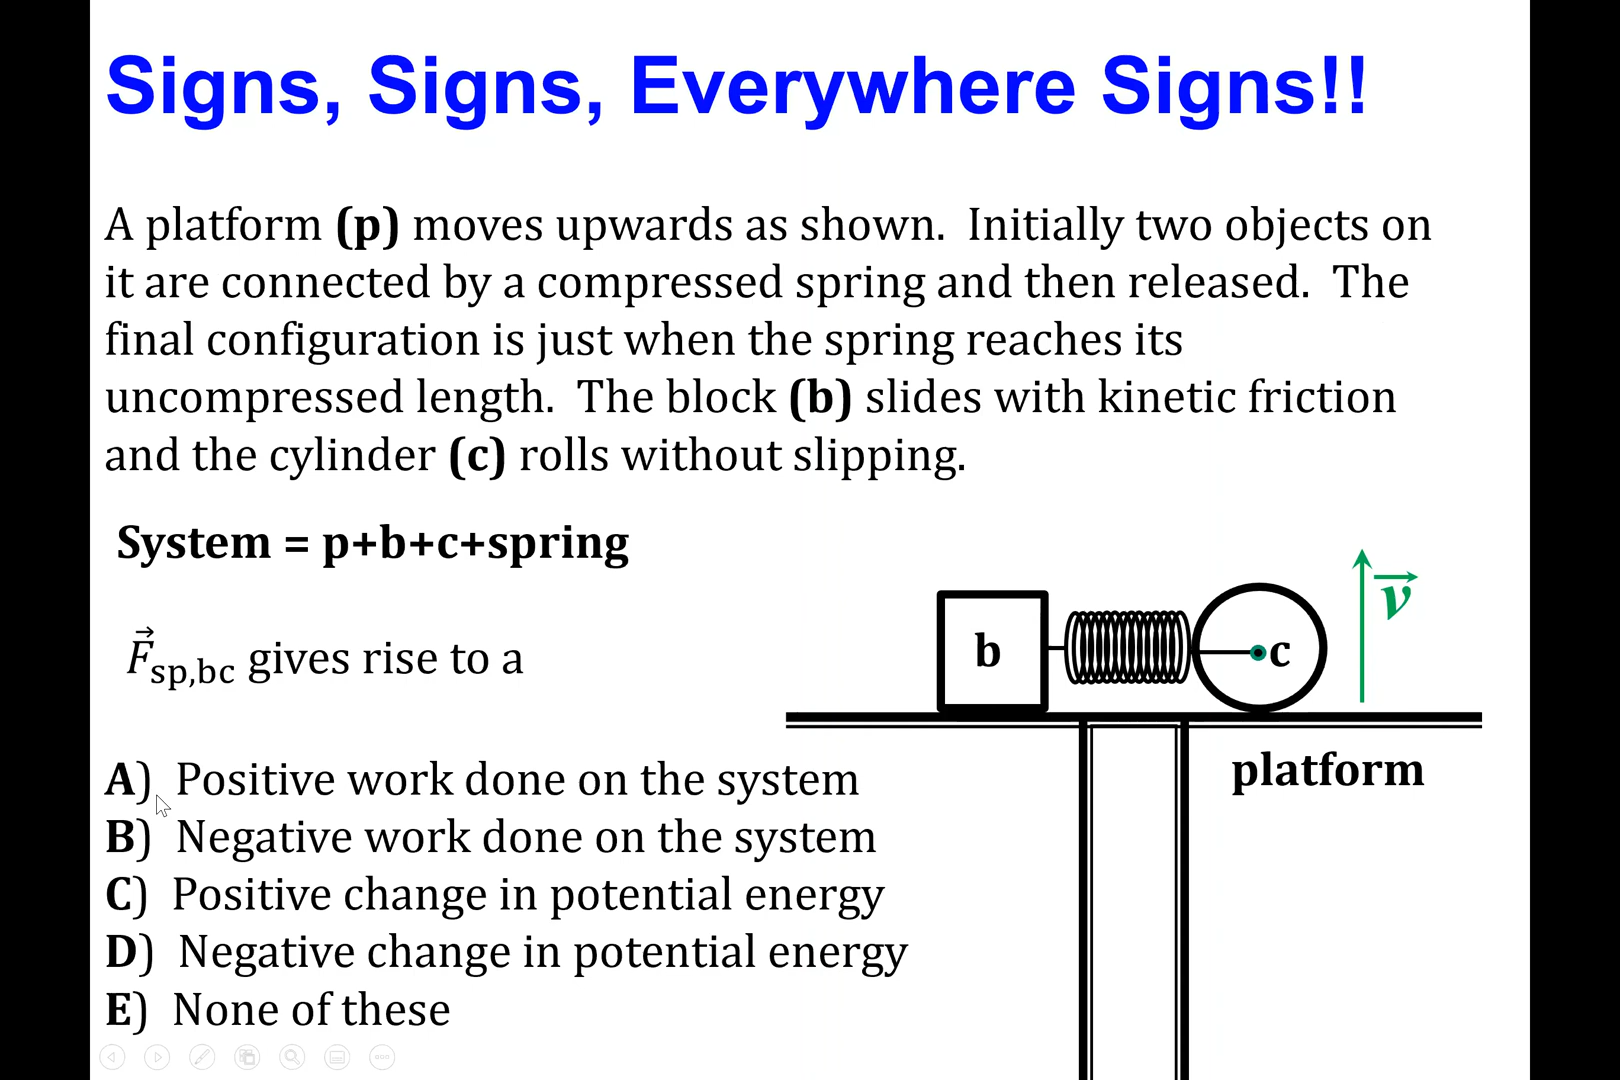 Signs, Signs, Everywhere Signs!!
A platform (p) moves upwards as shown. Initially two objects on
it are connected by a compressed spring and then released. The
final configuration is just when the spring reaches its
uncompressed length. The block (b) slides with kinetic friction
and the cylinder (c) rolls without slipping.
System = p+b+c+spring
F⃗sp,bc gives rise to a
A) Positive work done on the system
B) Negative work done on the system
C) Positive change in potential energy
D) Negative change in potential energy
E) None of these
b
c
v⃗
platform